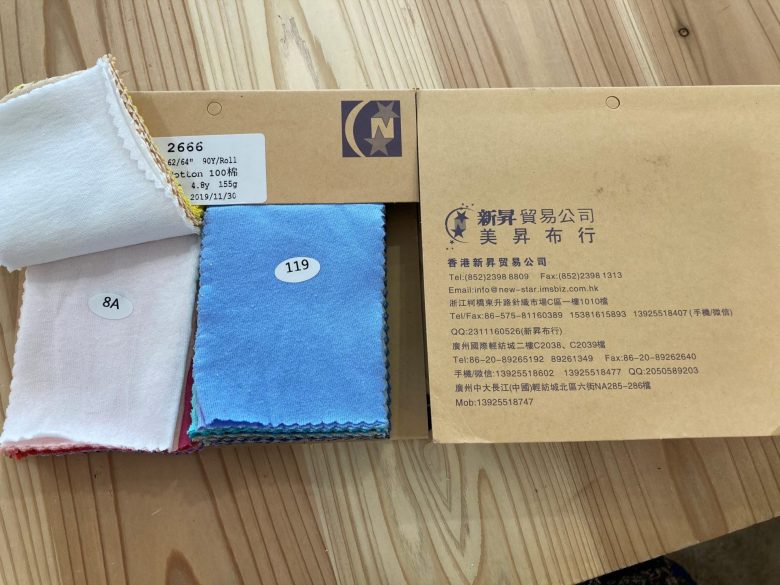 2666
62/64" 90Y/Roll
otton 100棉
4.8y 155g
2019/11/30
N
8A
119
新昇貿易公司
美昇布行
香港新昇贸易公司
Tel:(852)2398 8809 Fax:(852)2398 1313
Email:info@new-star.imsbiz.com.hk
浙江柯橋東升路針織市場C區一樓1010檔
Tel/Fax:86-575-81160389 15381615893 13925518407(手機/微信)
QQ:2311160526(新昇布行)
廣州國際輕紡城二樓C2038、C2039檔
Tel:86-20-89265192 89261349 Fax:86-20-89262640
手機/微信:13925518602 13925518477 QQ:2050589203
廣州中大長江(中國)輕紡城北區六街NA285-286檔
Mob:13925518747